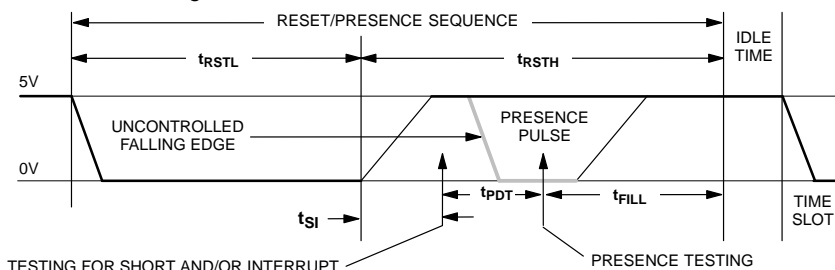 RESET/PRESENCE SEQUENCE
IDLE
TIME
tRSTL
tRSTH
5V
UNCONTROLLED
FALLING EDGE
PRESENCE
PULSE
0V
tPDT
tFILL
TIME
SLOT
tSI
TESTING FOR SHORT AND/OR INTERRUPT
PRESENCE TESTING